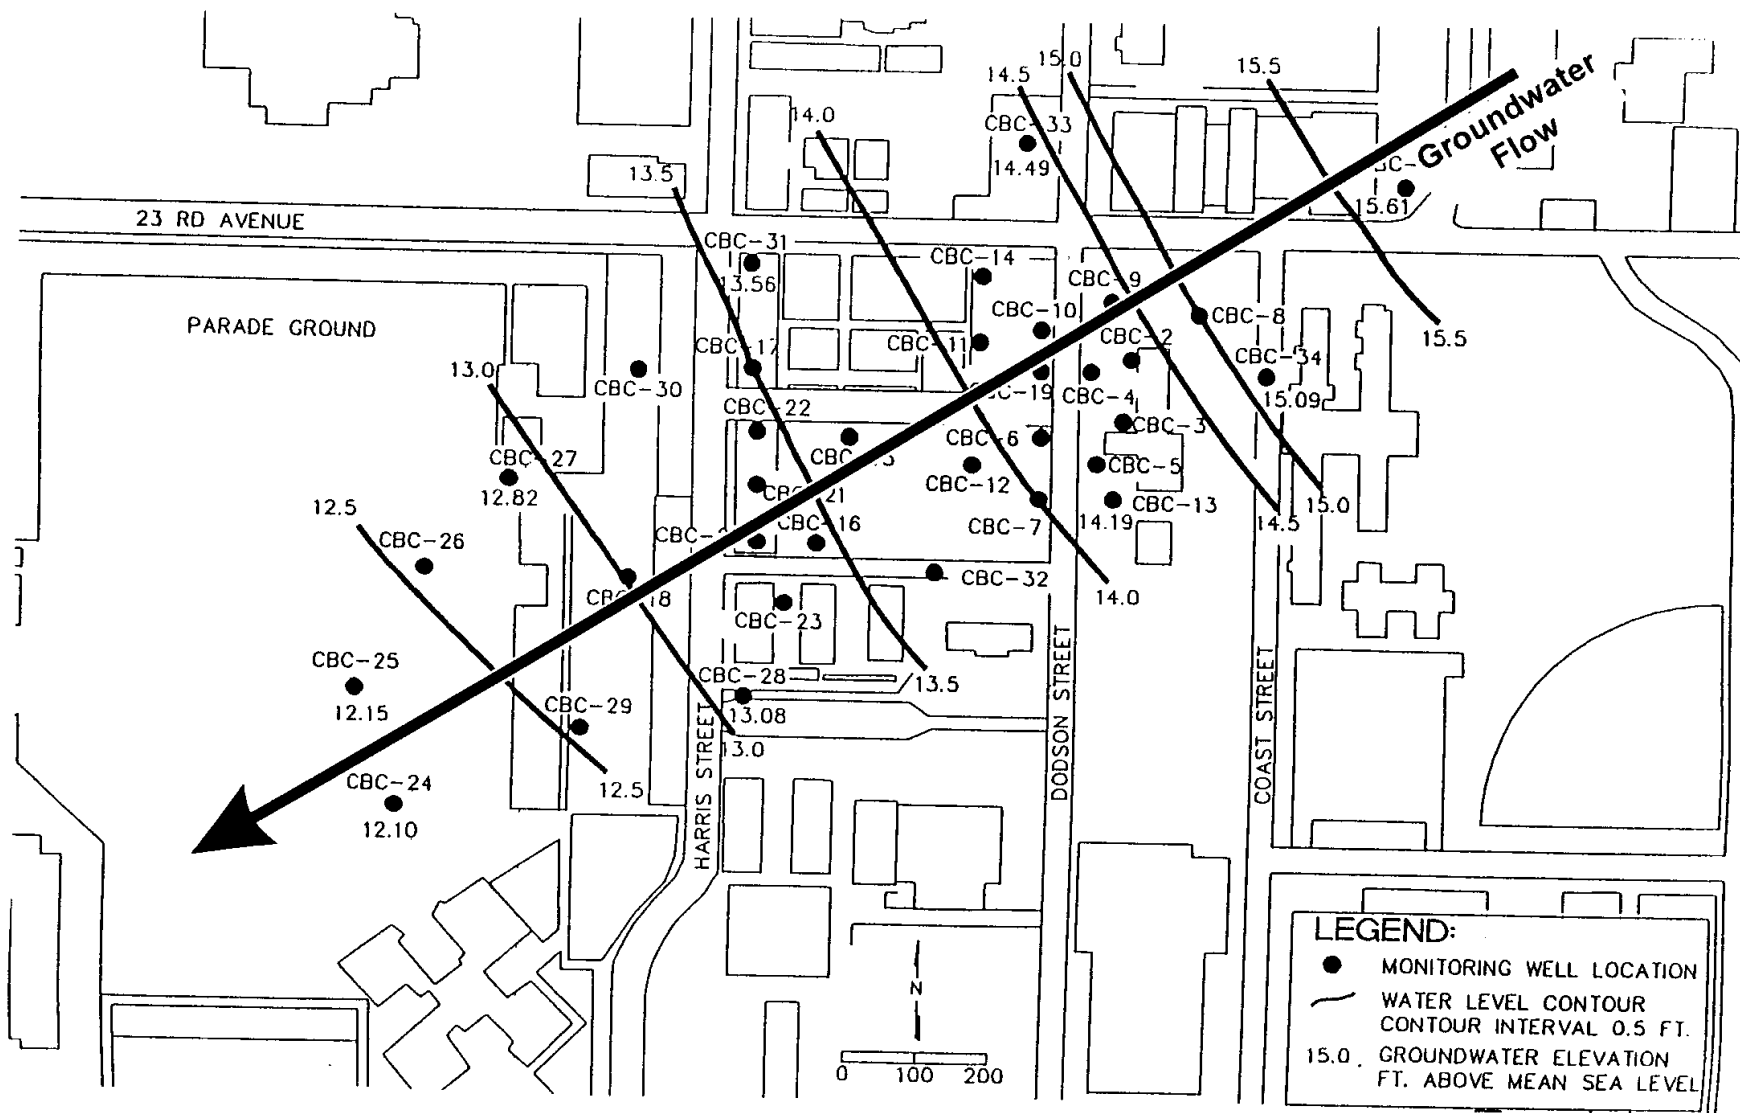 15.0
14.5
15.5
Groundwater
Flow
14.0
CBC-33
14.49
13.5
15.61
23 RD AVENUE
CBC-31
13.56
CBC-14
CBC-9
CBC-10
CBC-8
PARADE GROUND
CBC-17
CBC-11
CBC-2
15.5
13.0
CBC-30
CBC-34
CBC-19
CBC-4
15.09
CBC-22
CBC-3
CBC-6
CBC-27
CBC-5
12.82
CBC-12
CBC-21
12.5
CBC-16
CBC-7
14.19
CBC-13
14.5
15.0
CBC-26
CBC-32
14.0
CBC-18
CBC-23
CBC-25
12.15
CBC-28
13.08
13.5
CBC-29
13.0
CBC-24
12.10
12.5
HARRIS STREET
DODSON STREET
COAST STREET
N
0 100 200
LEGEND:
MONITORING WELL LOCATION
WATER LEVEL CONTOUR
CONTOUR INTERVAL 0.5 FT.
15.0 GROUNDWATER ELEVATION
FT. ABOVE MEAN SEA LEVEL